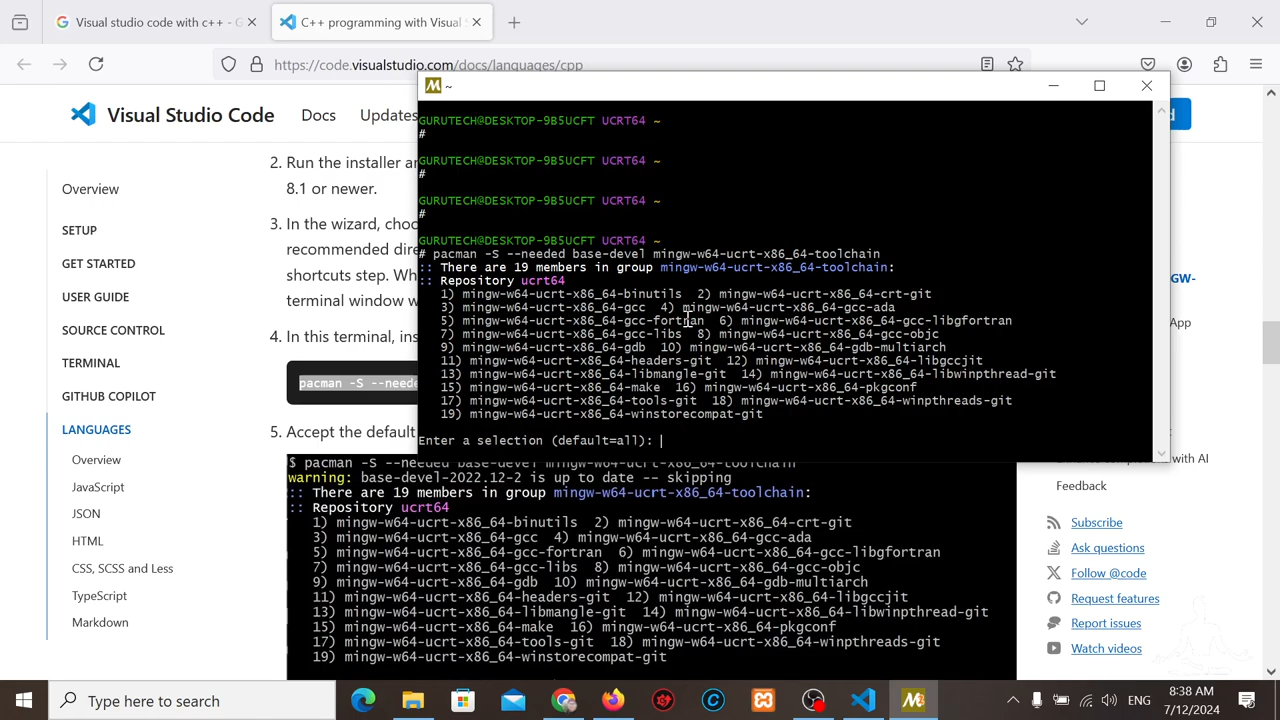 Visual studio code with c++ - G
C++ programming with Visual S
https://code.visualstudio.com/docs/languages/cpp
Visual Studio Code
Docs
Updates
d
~
Overview
SETUP
GET STARTED
USER GUIDE
SOURCE CONTROL
TERMINAL
GITHUB COPILOT
LANGUAGES
Overview
JavaScript
JSON
HTML
CSS, SCSS and Less
TypeScript
Markdown
2. Run the installer an
8.1 or newer.
3. In the wizard, choo
recommended dire
shortcuts step. Wh
terminal window w
4. In this terminal, ins
pacman -S --neede
5. Accept the default
GURUTECH@DESKTOP-9B5UCFT UCRT64 ~
#
GURUTECH@DESKTOP-9B5UCFT UCRT64 ~
#
GURUTECH@DESKTOP-9B5UCFT UCRT64 ~
#
GURUTECH@DESKTOP-9B5UCFT UCRT64 ~
# pacman -S --needed base-devel mingw-w64-ucrt-x86_64-toolchain
:: There are 19 members in group mingw-w64-ucrt-x86_64-toolchain:
:: Repository ucrt64
1) mingw-w64-ucrt-x86_64-binutils 2) mingw-w64-ucrt-x86_64-crt-git
3) mingw-w64-ucrt-x86_64-gcc 4) mingw-w64-ucrt-x86_64-gcc-ada
5) mingw-w64-ucrt-x86_64-gcc-fortran 6) mingw-w64-ucrt-x86_64-gcc-libgfortran
7) mingw-w64-ucrt-x86_64-gcc-libs 8) mingw-w64-ucrt-x86_64-gcc-objc
9) mingw-w64-ucrt-x86_64-gdb 10) mingw-w64-ucrt-x86_64-gdb-multiarch
11) mingw-w64-ucrt-x86_64-headers-git 12) mingw-w64-ucrt-x86_64-libgccjit
13) mingw-w64-ucrt-x86_64-libmangle-git 14) mingw-w64-ucrt-x86_64-libwinpthread-git
15) mingw-w64-ucrt-x86_64-make 16) mingw-w64-ucrt-x86_64-pkgconf
17) mingw-w64-ucrt-x86_64-tools-git 18) mingw-w64-ucrt-x86_64-winpthreads-git
19) mingw-w64-ucrt-x86_64-winstorecompat-git
Enter a selection (default=all):
$ pacman -S --needed base-devel mingw-w64-ucrt-x86_64-toolchain
warning: base-devel-2022.12-2 is up to date -- skipping
:: There are 19 members in group mingw-w64-ucrt-x86_64-toolchain:
:: Repository ucrt64
1) mingw-w64-ucrt-x86_64-binutils 2) mingw-w64-ucrt-x86_64-crt-git
3) mingw-w64-ucrt-x86_64-gcc 4) mingw-w64-ucrt-x86_64-gcc-ada
5) mingw-w64-ucrt-x86_64-gcc-fortran 6) mingw-w64-ucrt-x86_64-gcc-libgfortran
7) mingw-w64-ucrt-x86_64-gcc-libs 8) mingw-w64-ucrt-x86_64-gcc-objc
9) mingw-w64-ucrt-x86_64-gdb 10) mingw-w64-ucrt-x86_64-gdb-multiarch
11) mingw-w64-ucrt-x86_64-headers-git 12) mingw-w64-ucrt-x86_64-libgccjit
13) mingw-w64-ucrt-x86_64-libmangle-git 14) mingw-w64-ucrt-x86_64-libwinpthread-git
15) mingw-w64-ucrt-x86_64-make 16) mingw-w64-ucrt-x86_64-pkgconf
17) mingw-w64-ucrt-x86_64-tools-git 18) mingw-w64-ucrt-x86_64-winpthreads-git
19) mingw-w64-ucrt-x86_64-winstorecompat-git
GW-
App
with AI
Feedback
Subscribe
Ask questions
Follow @code
Request features
Report issues
Watch videos
Type here to search
ENG
8:38 AM
7/12/2024